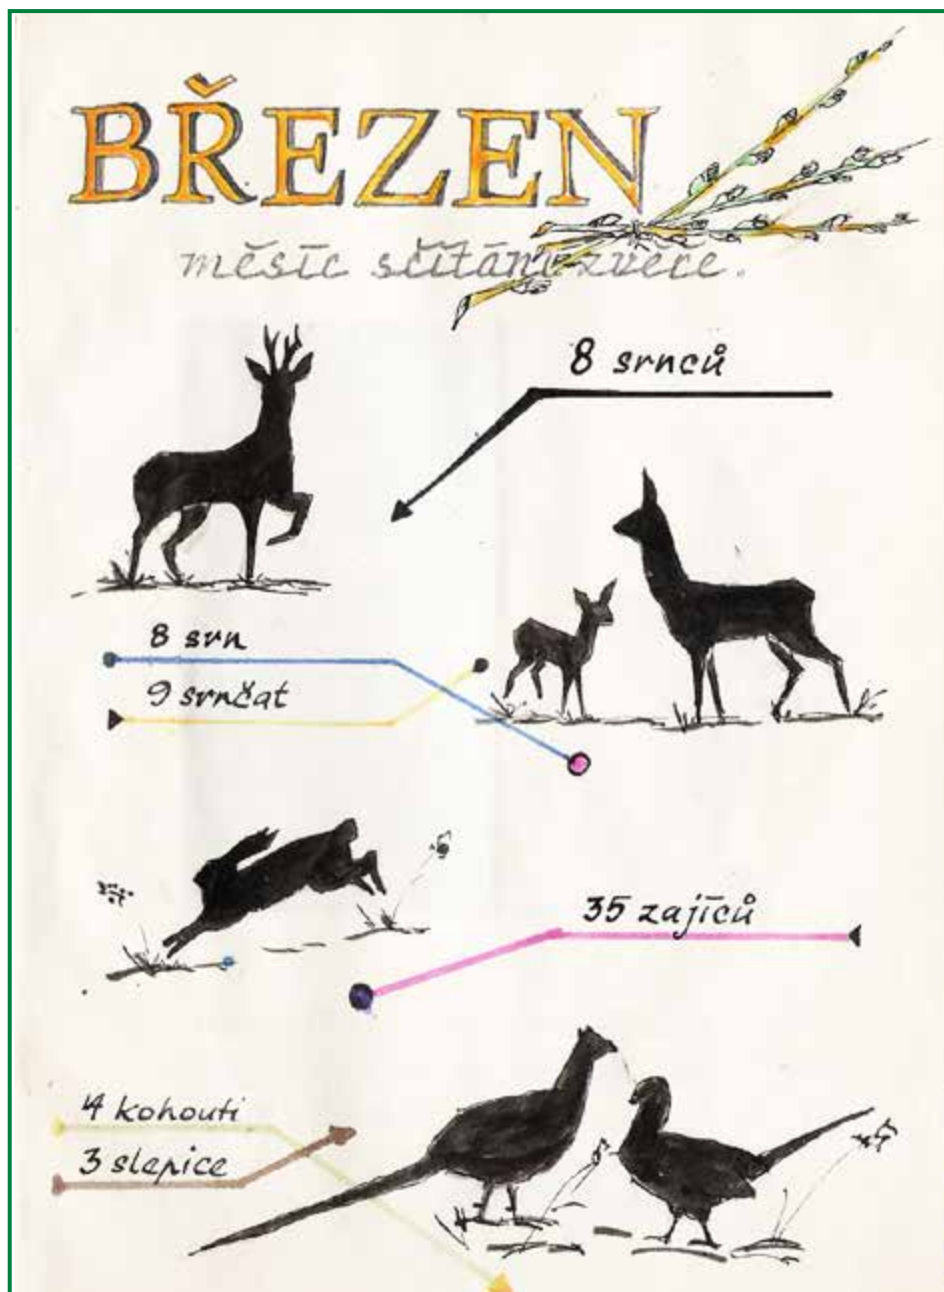 BŘEZEN
měsíc sčítání zvěře.
8 srnců
8 srn
9 srnčat
35 zajíců
4 kohouti
3 slepice